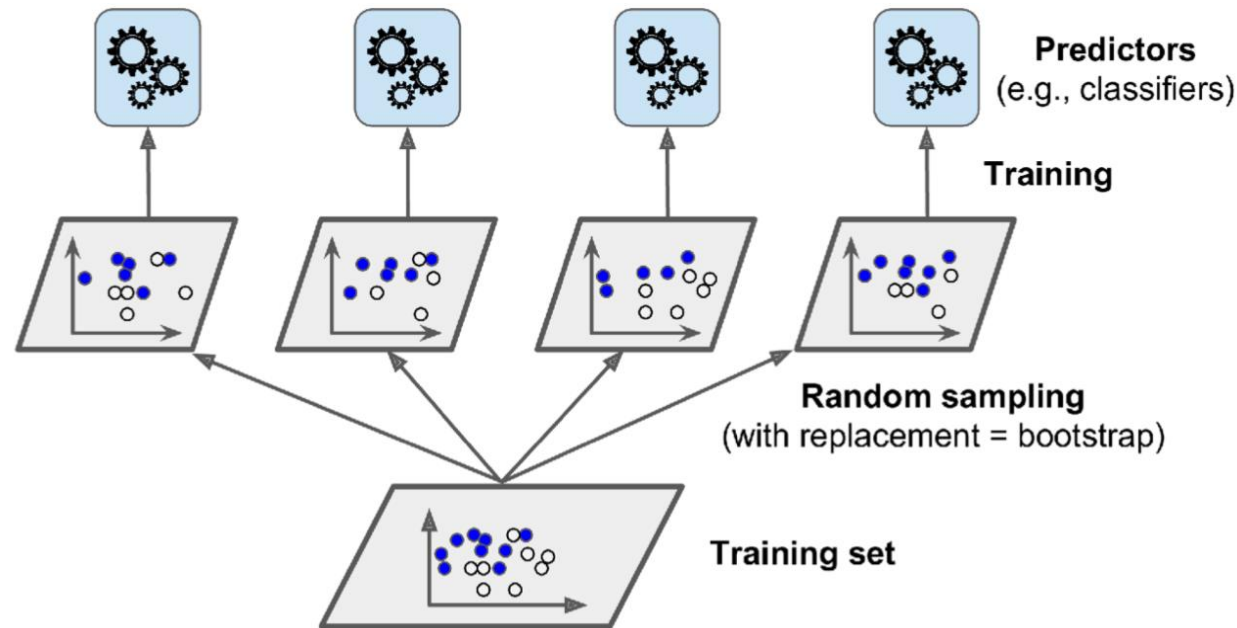 Predictors
(e.g., classifiers)
Training
Random sampling
(with replacement = bootstrap)
Training set